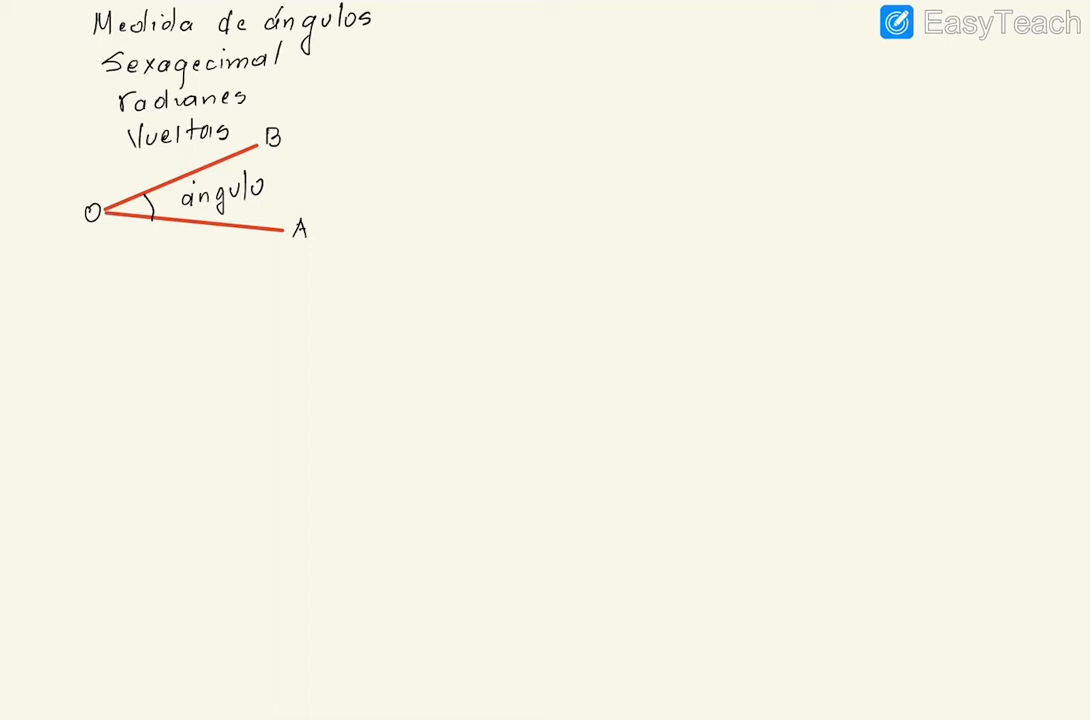 Medida de ángulos
EasyTeach
Sexagecimal
radianes
Vueltas
B
ángulo
O
A